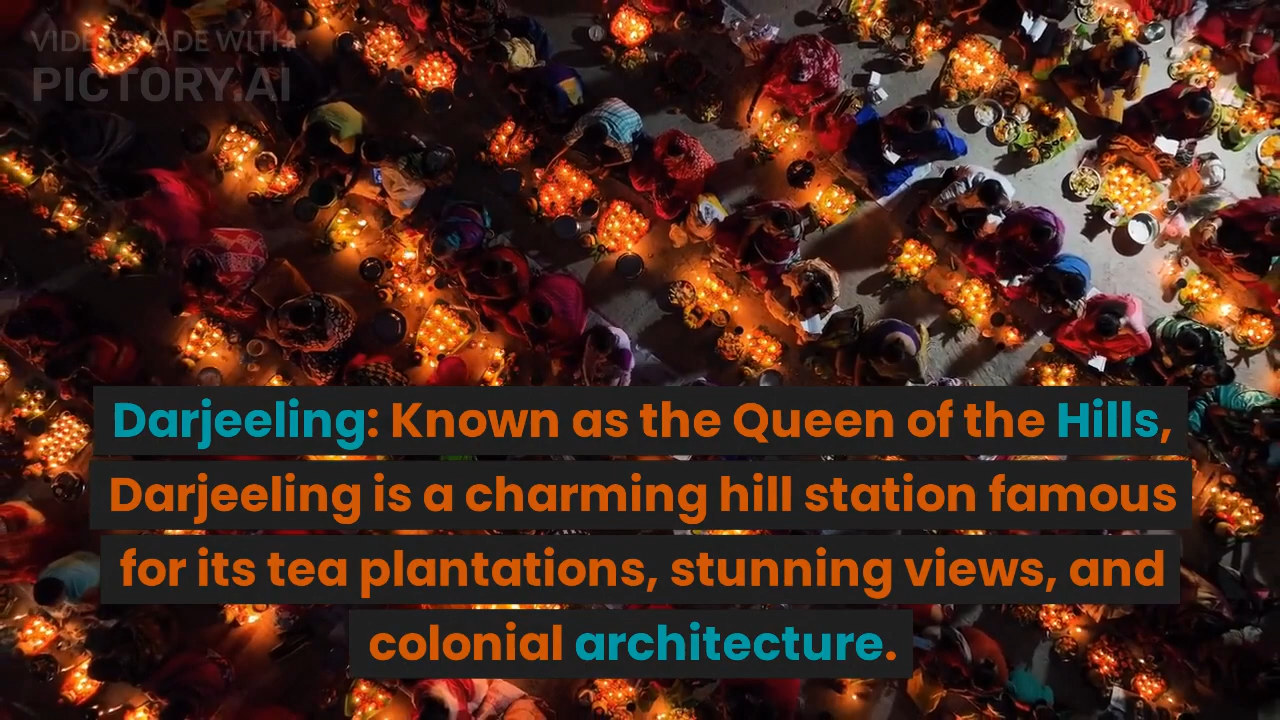 VIDEO MADE WITH
PICTORY.AI
Darjeeling: Known as the Queen of the Hills,
Darjeeling is a charming hill station famous
for its tea plantations, stunning views, and
colonial architecture.